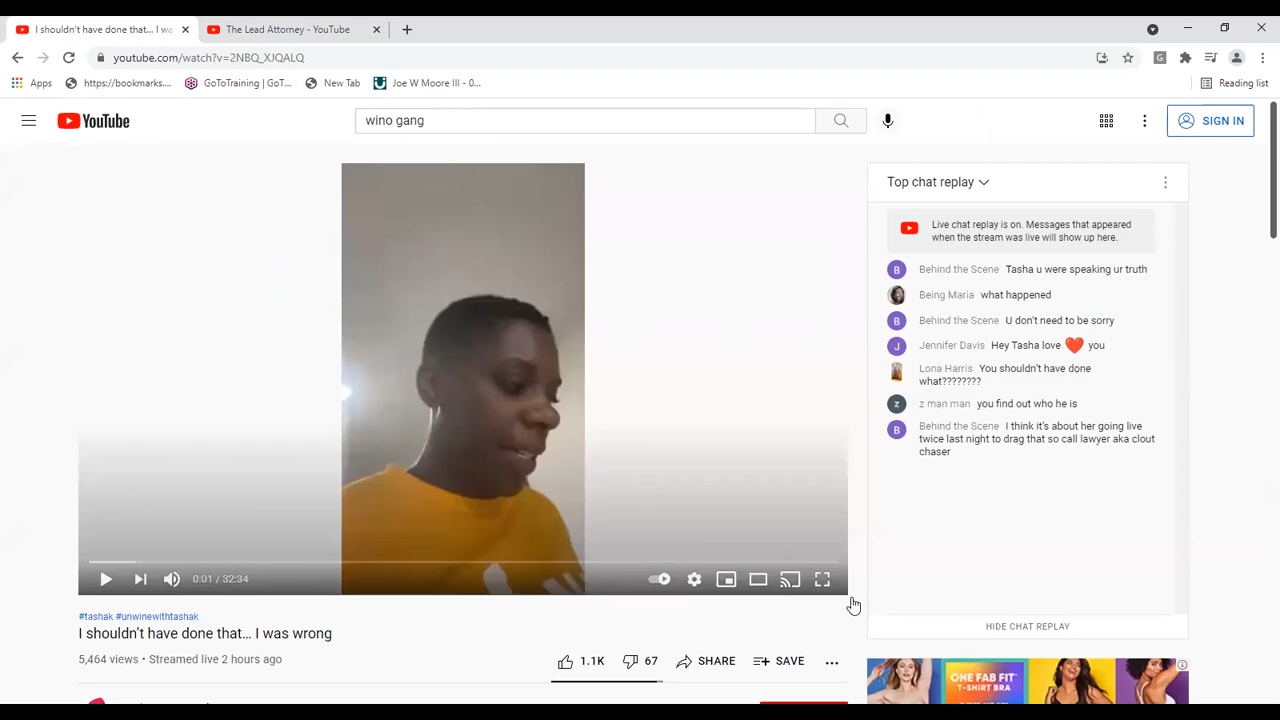 I shouldn't have done that... I wa
The Lead Attorney - YouTube
youtube.com/watch?v=2NBQ_XJQALQ
Apps
https://bookmarks....
GoToTraining | GoT...
New Tab
Joe W Moore III - 0...
Reading list
YouTube
wino gang
SIGN IN
Top chat replay
Live chat replay is on. Messages that appeared
when the stream was live will show up here.
B Behind the Scene Tasha u were speaking ur truth
Being Maria what happened
B Behind the Scene U don't need to be sorry
J Jennifer Davis Hey Tasha love ❤️ you
Lona Harris You shouldn't have done
what????????
z z man man you find out who he is
B Behind the Scene I think it's about her going live
twice last night to drag that so call lawyer aka clout
chaser
0:01 / 32:34
HIDE CHAT REPLAY
#tashak #unwinewithtashak
I shouldn't have done that... I was wrong
5,464 views • Streamed live 2 hours ago
1.1K
67
SHARE
SAVE
ONE FAB FIT
T-SHIRT BRA